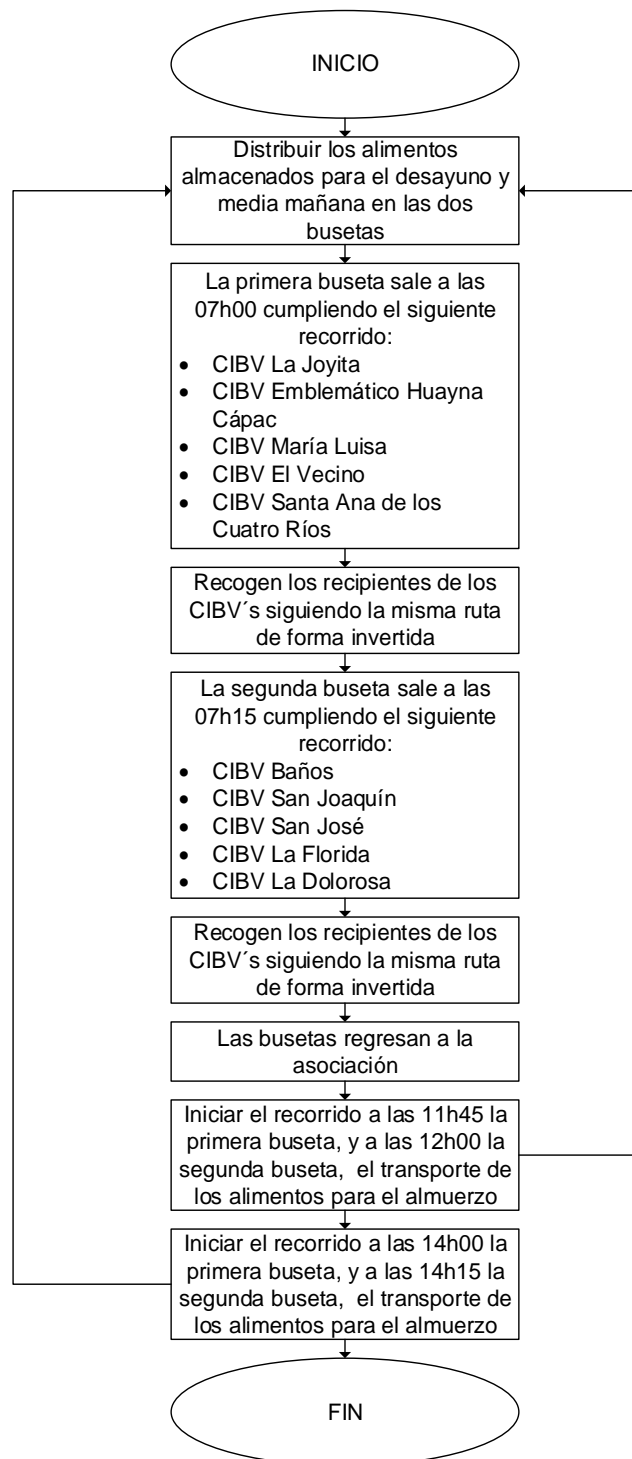 INICIO
Distribuir los alimentos
almacenados para el desayuno y
media mañana en las dos
busetas
La primera buseta sale a las
07h00 cumpliendo el siguiente
recorrido:
• CIBV La Joyita
• CIBV Emblemático Huayna
Cápac
• CIBV María Luisa
• CIBV El Vecino
• CIBV Santa Ana de los
Cuatro Ríos
Recogen los recipientes de los
CIBV´s siguiendo la misma ruta
de forma invertida
La segunda buseta sale a las
07h15 cumpliendo el siguiente
recorrido:
• CIBV Baños
• CIBV San Joaquín
• CIBV San José
• CIBV La Florida
• CIBV La Dolorosa
Recogen los recipientes de los
CIBV´s siguiendo la misma ruta
de forma invertida
Las busetas regresan a la
asociación
Iniciar el recorrido a las 11h45 la
primera buseta, y a las 12h00 la
segunda buseta, el transporte de
los alimentos para el almuerzo
Iniciar el recorrido a las 14h00 la
primera buseta, y a las 14h15 la
segunda buseta, el transporte de
los alimentos para el almuerzo
FIN